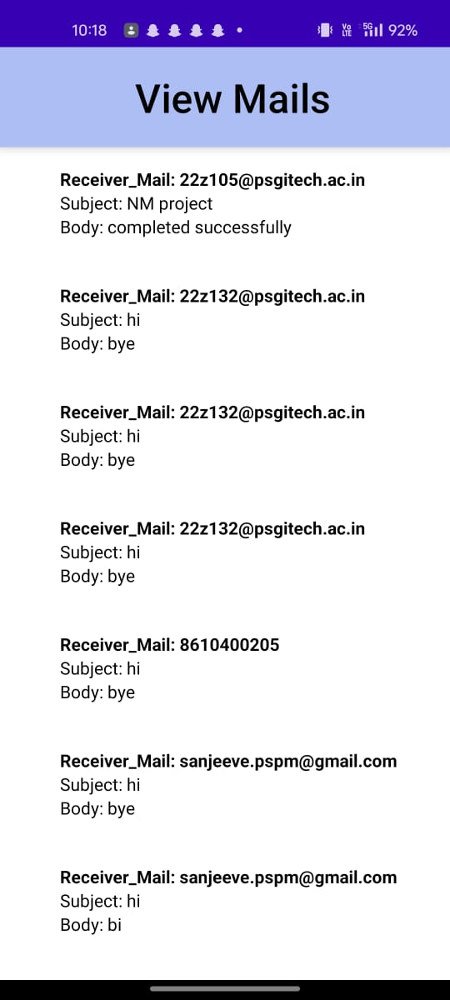 10:18 Vo LTE 5G 92%
View Mails
Receiver_Mail: 22z105@psgitech.ac.in
Subject: NM project
Body: completed successfully
Receiver_Mail: 22z132@psgitech.ac.in
Subject: hi
Body: bye
Receiver_Mail: 22z132@psgitech.ac.in
Subject: hi
Body: bye
Receiver_Mail: 22z132@psgitech.ac.in
Subject: hi
Body: bye
Receiver_Mail: 8610400205
Subject: hi
Body: bye
Receiver_Mail: sanjeeve.pspm@gmail.com
Subject: hi
Body: bye
Receiver_Mail: sanjeeve.pspm@gmail.com
Subject: hi
Body: bi